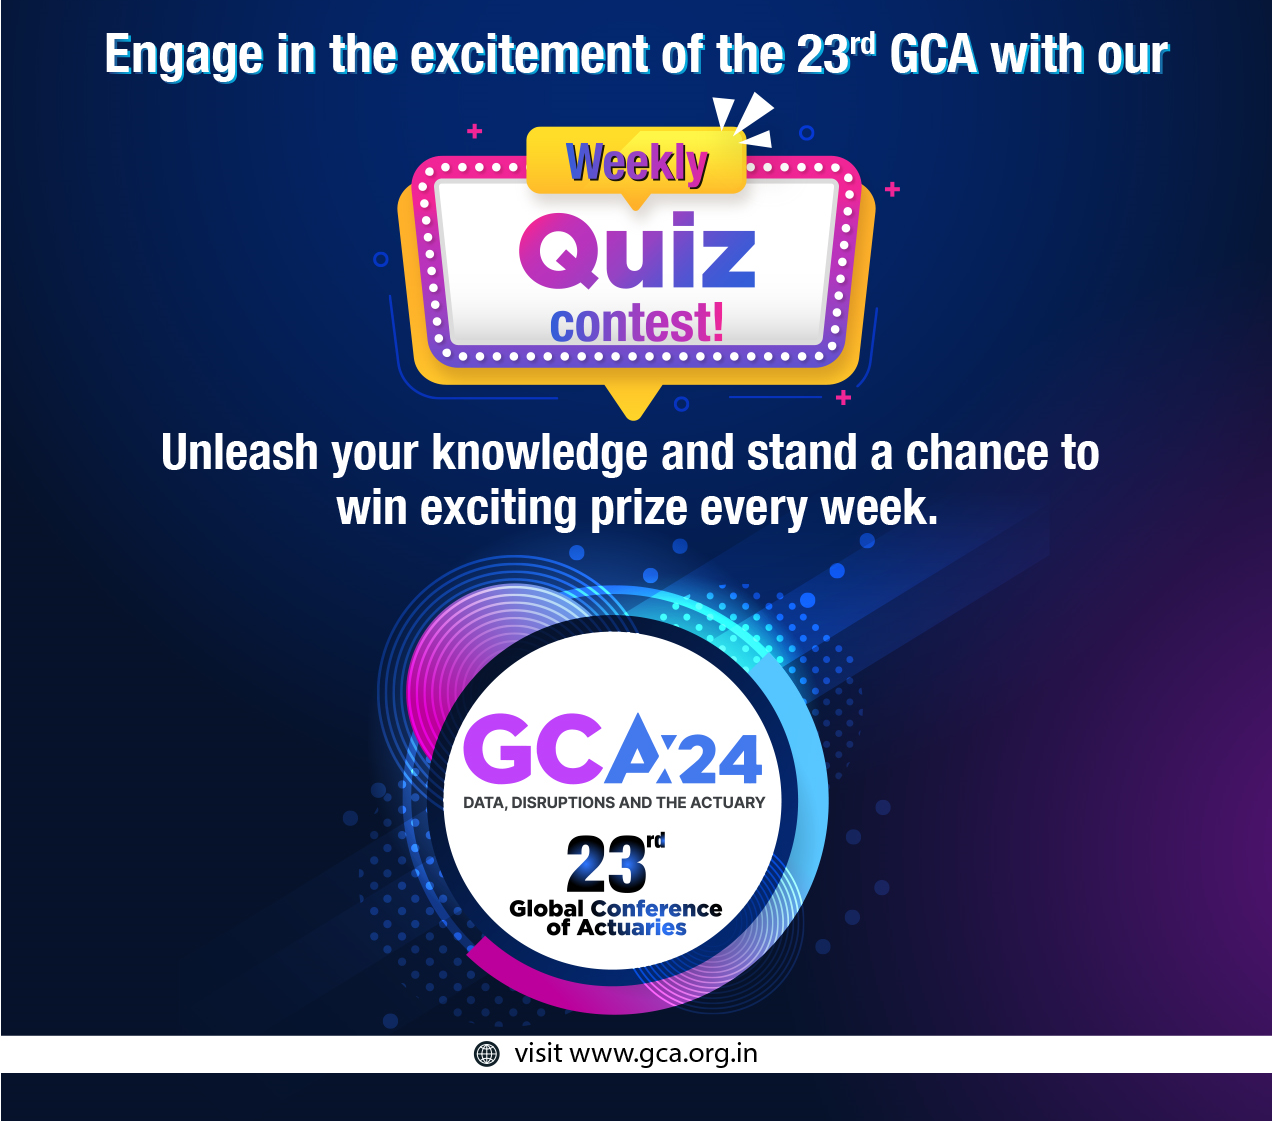 Engage in the excitement of the 23rd GCA with our
Weekly
Quiz
contest!
Unleash your knowledge and stand a chance to
win exciting prize every week.
GCA24
DATA, DISRUPTIONS AND THE ACTUARY
23rd
Global Conference
of Actuaries
visit www.gca.org.in